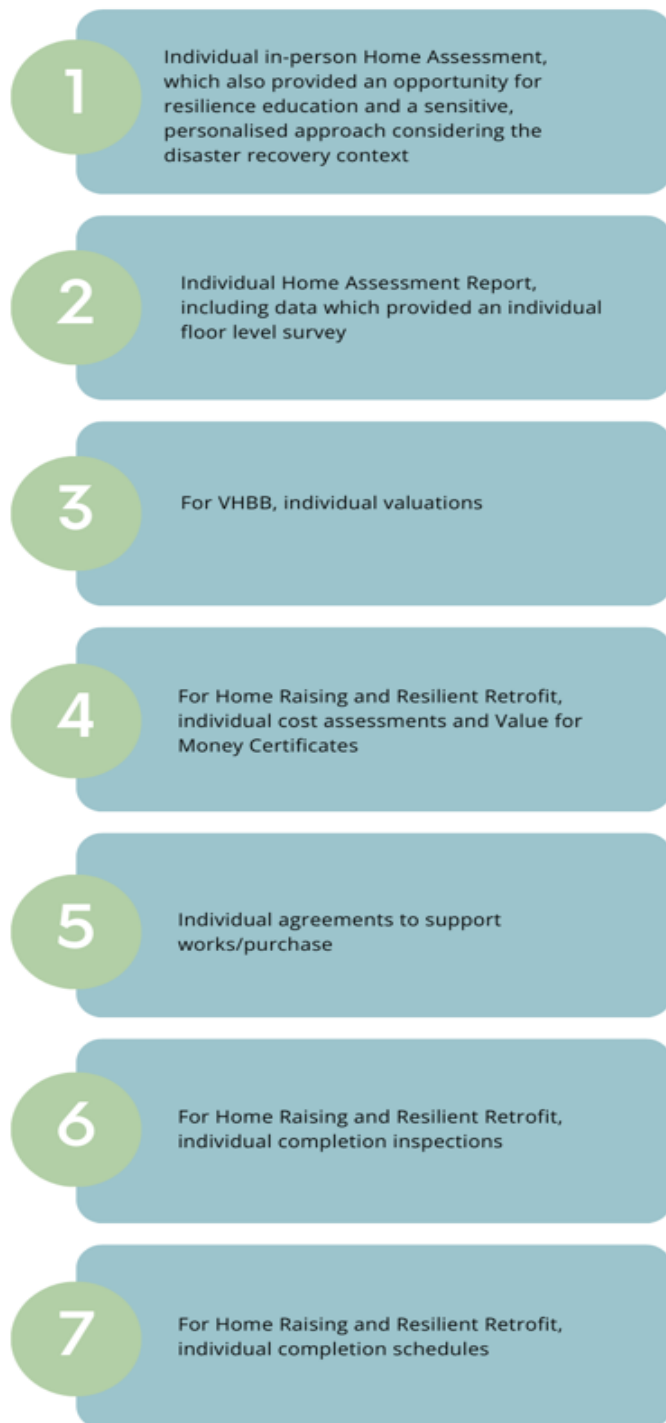 1
Individual in-person Home Assessment,
which also provided an opportunity for
resilience education and a sensitive,
personalised approach considering the
disaster recovery context
2
Individual Home Assessment Report,
including data which provided an individual
floor level survey
3
For VHBB, individual valuations
4
For Home Raising and Resilient Retrofit,
individual cost assessments and Value for
Money Certificates
5
Individual agreements to support
works/purchase
6
For Home Raising and Resilient Retrofit,
individual completion inspections
7
For Home Raising and Resilient Retrofit,
individual completion schedules